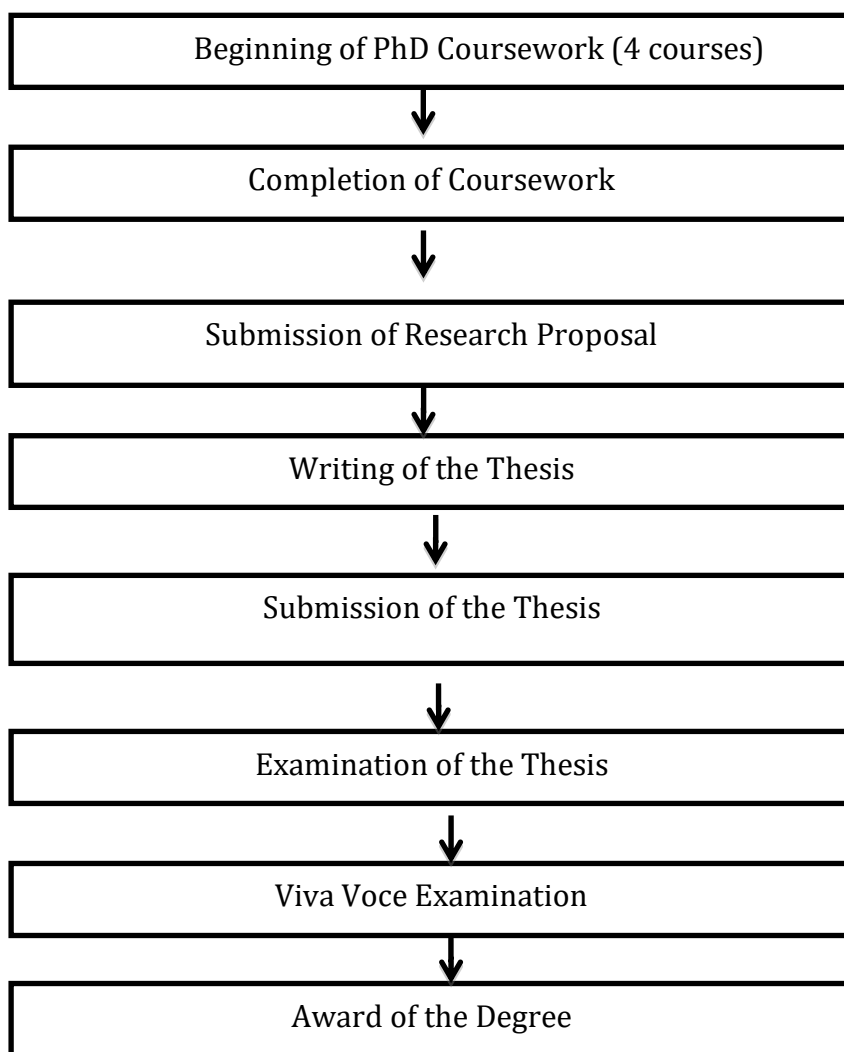 Beginning of PhD Coursework (4 courses)
Completion of Coursework
Submission of Research Proposal
Writing of the Thesis
Submission of the Thesis
Examination of the Thesis
Viva Voce Examination
Award of the Degree